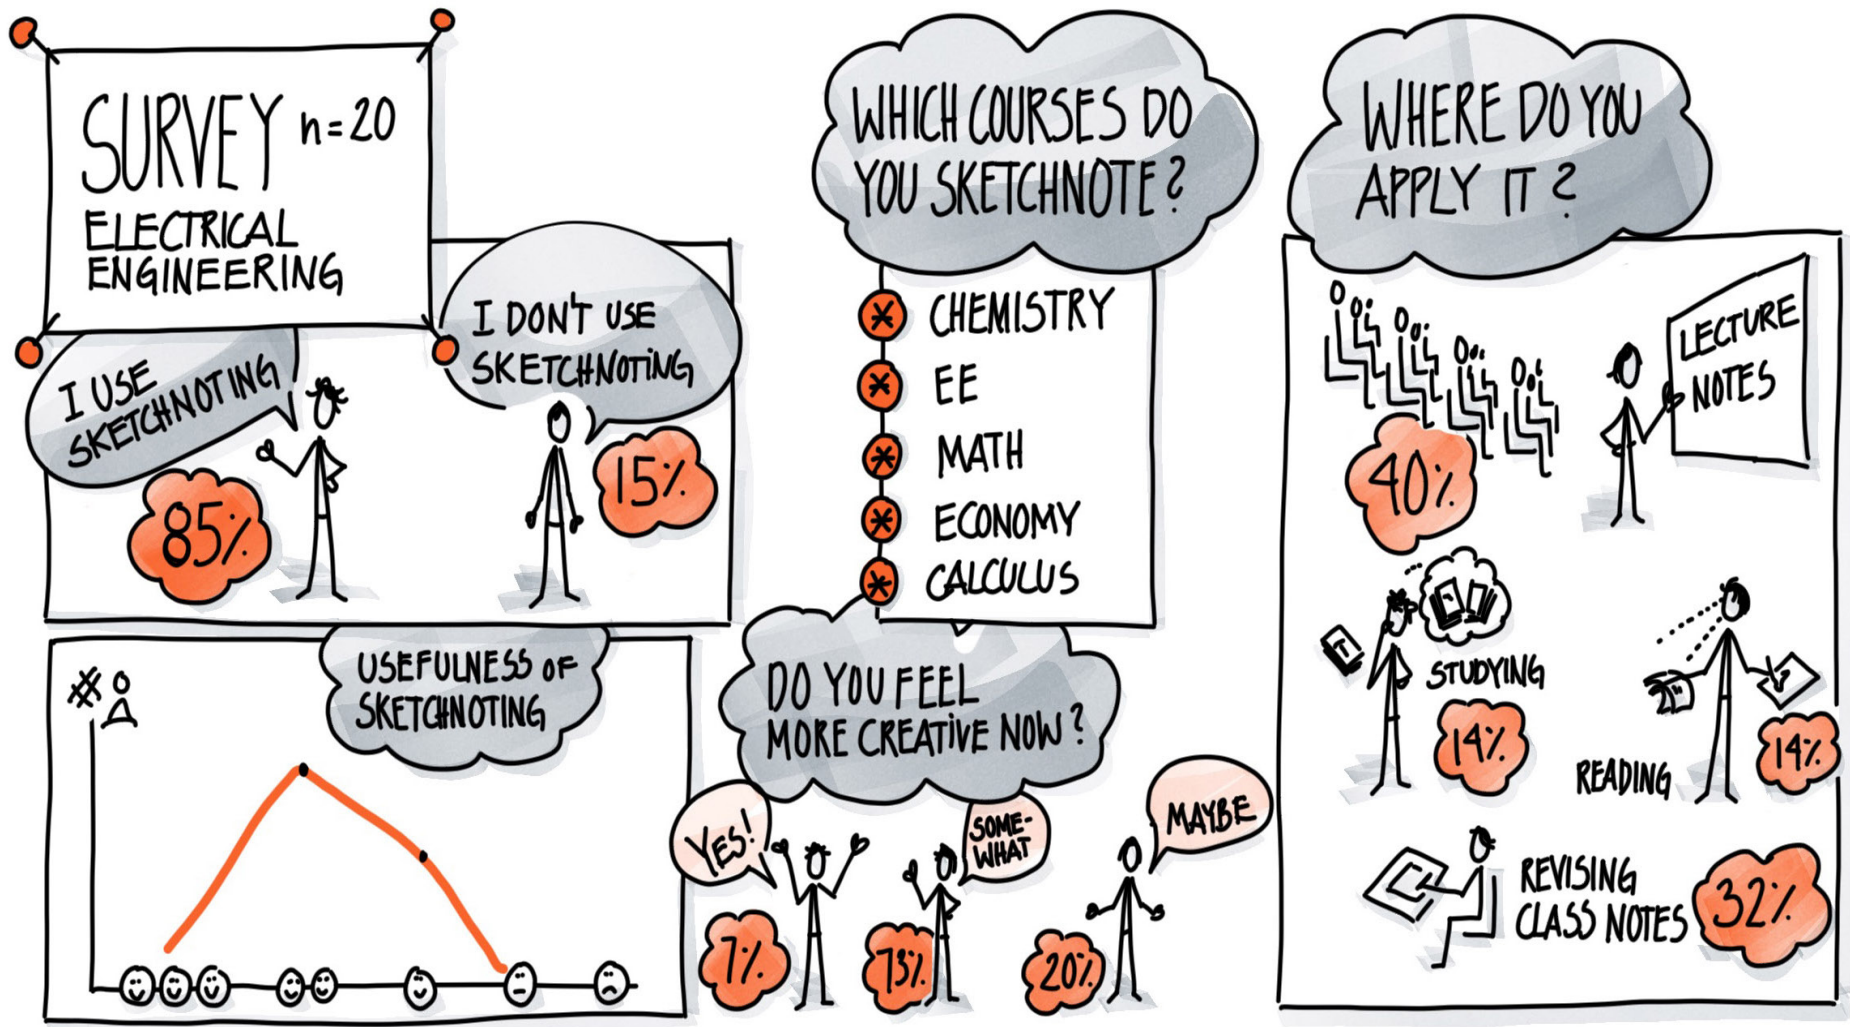 SURVEY n=20
ELECTRICAL
ENGINEERING
I USE
SKETCHNOTING
85%
I DON'T USE
SKETCHNOTING
15%
WHICH COURSES DO
YOU SKETCHNOTE?
CHEMISTRY
EE
MATH
ECONOMY
CALCULUS
WHERE DO YOU
APPLY IT?
LECTURE
NOTES
40%
STUDYING
14%
READING
14%
REVISING
CLASS NOTES
32%
USEFULNESS OF
SKETCHNOTING
#
DO YOU FEEL
MORE CREATIVE NOW?
YES!
7%
SOME-
WHAT
73%
MAYBE
20%